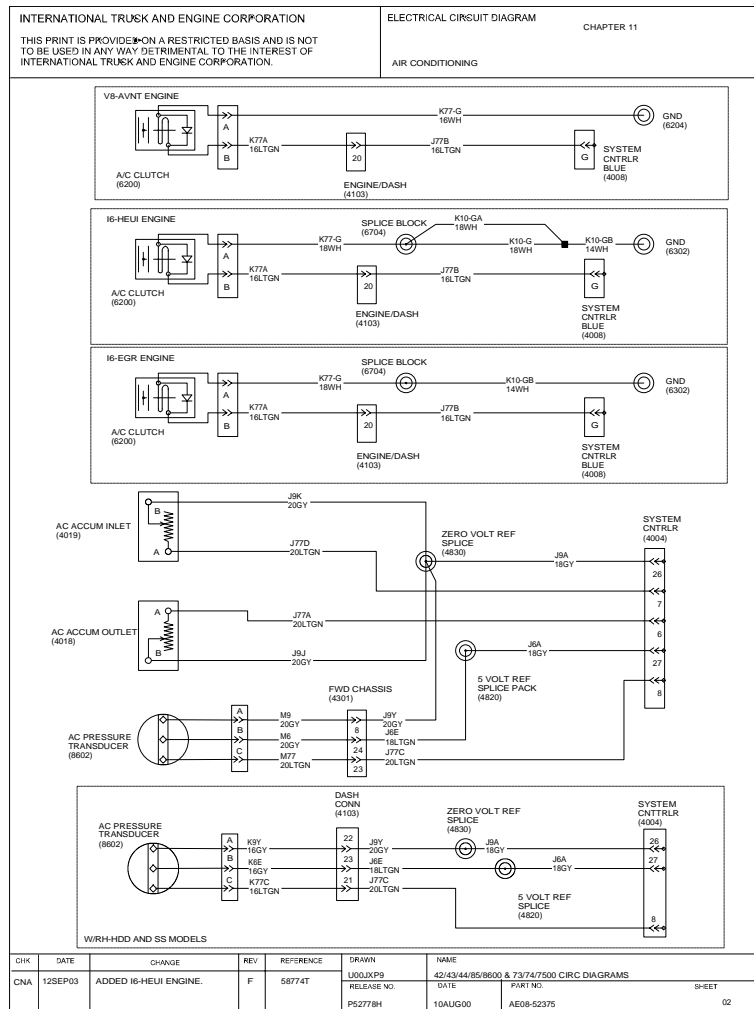 INTERNATIONAL TRUCK AND ENGINE CORPORATION
THIS PRINT IS PROVIDED ON A RESTRICTED BASIS AND IS NOT
TO BE USED IN ANY WAY DETRIMENTAL TO THE INTEREST OF
INTERNATIONAL TRUCK AND ENGINE CORPORATION.
ELECTRICAL CIRCUIT DIAGRAM
CHAPTER 11
AIR CONDITIONING
V8-AVNT ENGINE
K77-G
16WH
GND
(6204)
A
B
K77A
16LTGN
20
J77B
16LTGN
G
SYSTEM
CNTRLR
BLUE
(4008)
A/C CLUTCH
(6200)
ENGINE/DASH
(4103)
I6-HEUI ENGINE
SPLICE BLOCK
(6704)
K10-GA
18WH
K77-G
18WH
K10-G
18WH
K10-GB
14WH
GND
(6302)
A
B
K77A
16LTGN
20
J77B
16LTGN
G
A/C CLUTCH
(6200)
ENGINE/DASH
(4103)
SYSTEM
CNTRLR
BLUE
(4008)
I6-EGR ENGINE
SPLICE BLOCK
(6704)
K77-G
18WH
K10-GB
14WH
GND
(6302)
A
B
K77A
16LTGN
20
J77B
16LTGN
G
A/C CLUTCH
(6200)
ENGINE/DASH
(4103)
SYSTEM
CNTRLR
BLUE
(4008)
J9K
20GY
B
A
AC ACCUM INLET
(4019)
J77D
20LTGN
ZERO VOLT REF
SPLICE
(4830)
J9A
18GY
SYSTEM
CNTRLR
(4004)
26
7
6
27
8
A
B
AC ACCUM OUTLET
(4018)
J77A
20LTGN
J9J
20GY
J6A
18GY
5 VOLT REF
SPLICE PACK
(4820)
FWD CHASSIS
(4301)
AC PRESSURE
TRANSDUCER
(8602)
A
B
C
M9
20GY
M6
20GY
M77
20LTGN
8
24
23
J9Y
20GY
J6E
18LTGN
J77C
20LTGN
DASH
CONN
(4103)
ZERO VOLT REF
SPLICE
(4830)
SYSTEM
CNTTRLR
(4004)
AC PRESSURE
TRANSDUCER
(8602)
A
B
C
K9Y
16GY
K6E
16GY
K77C
16LTGN
22
23
21
J9Y
20GY
J6E
18LTGN
J77C
20LTGN
J9A
18GY
J6A
18GY
26
27
8
5 VOLT REF
SPLICE
(4820)
W/RH-HDD AND SS MODELS
CHK DATE CHANGE REV REFERENCE DRAWN NAME
CNA 12SEP03 ADDED I6-HEUI ENGINE. F 58774T U00JXP9 42/43/44/85/8600 & 73/74/7500 CIRC DIAGRAMS
RELEASE NO. DATE PART NO. SHEET
P52778H 10AUG00 AE08-52375 02